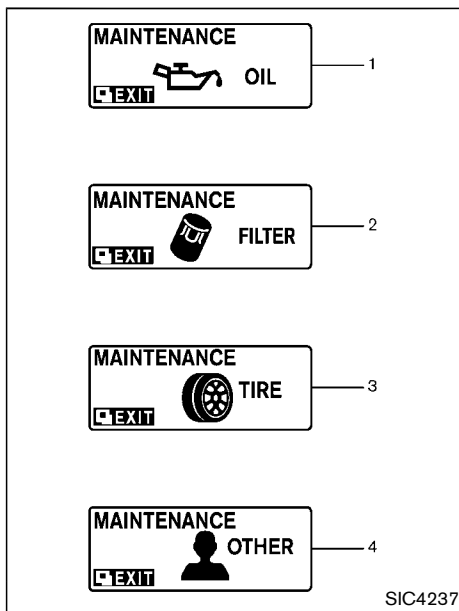 MAINTENANCE
OIL
EXIT
1
MAINTENANCE
FILTER
EXIT
2
MAINTENANCE
TIRE
EXIT
3
MAINTENANCE
OTHER
EXIT
4
SIC4237